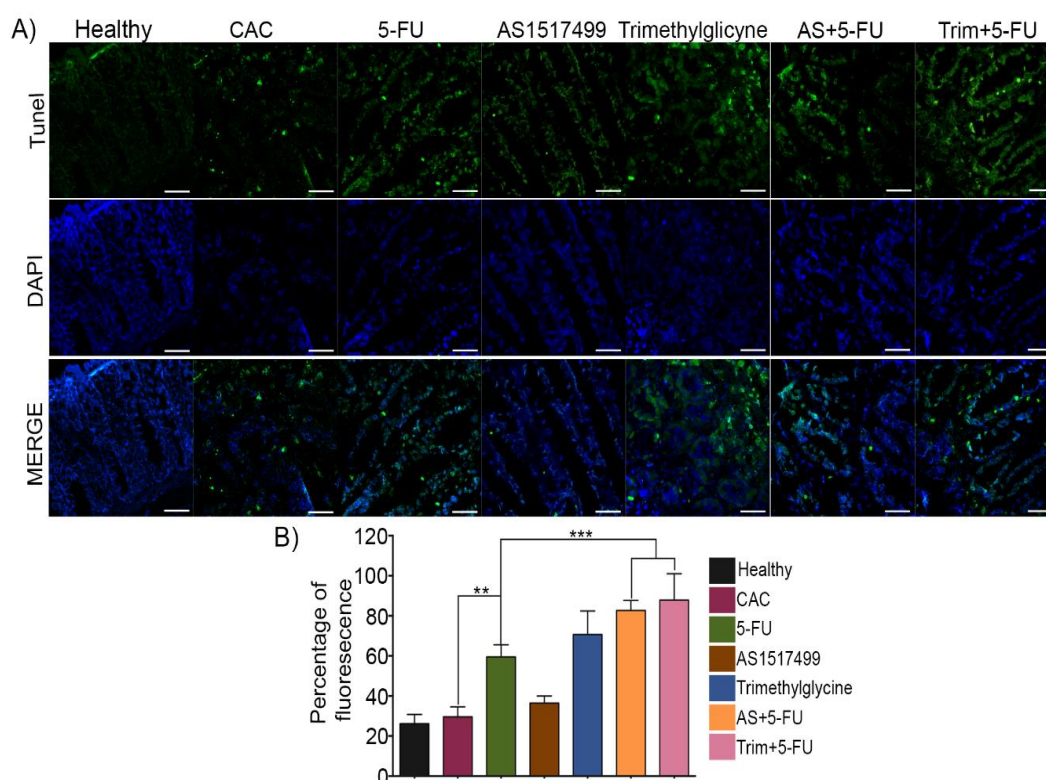 A)
Healthy CAC 5-FU AS1517499 Trimethylglicyne AS+5-FU Trim+5-FU
Tunel
DAPI
MERGE
B)
Percentage of
fluoresecence
120
100
80
60
40
20
0
**
***
Healthy
CAC
5-FU
AS1517499
Trimethylglycine
AS+5-FU
Trim+5-FU